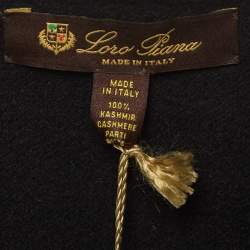 Loro Piana
MADE IN ITALY
MADE
IN ITALY
100%
KASHMIR
CASHMERE
PARTI